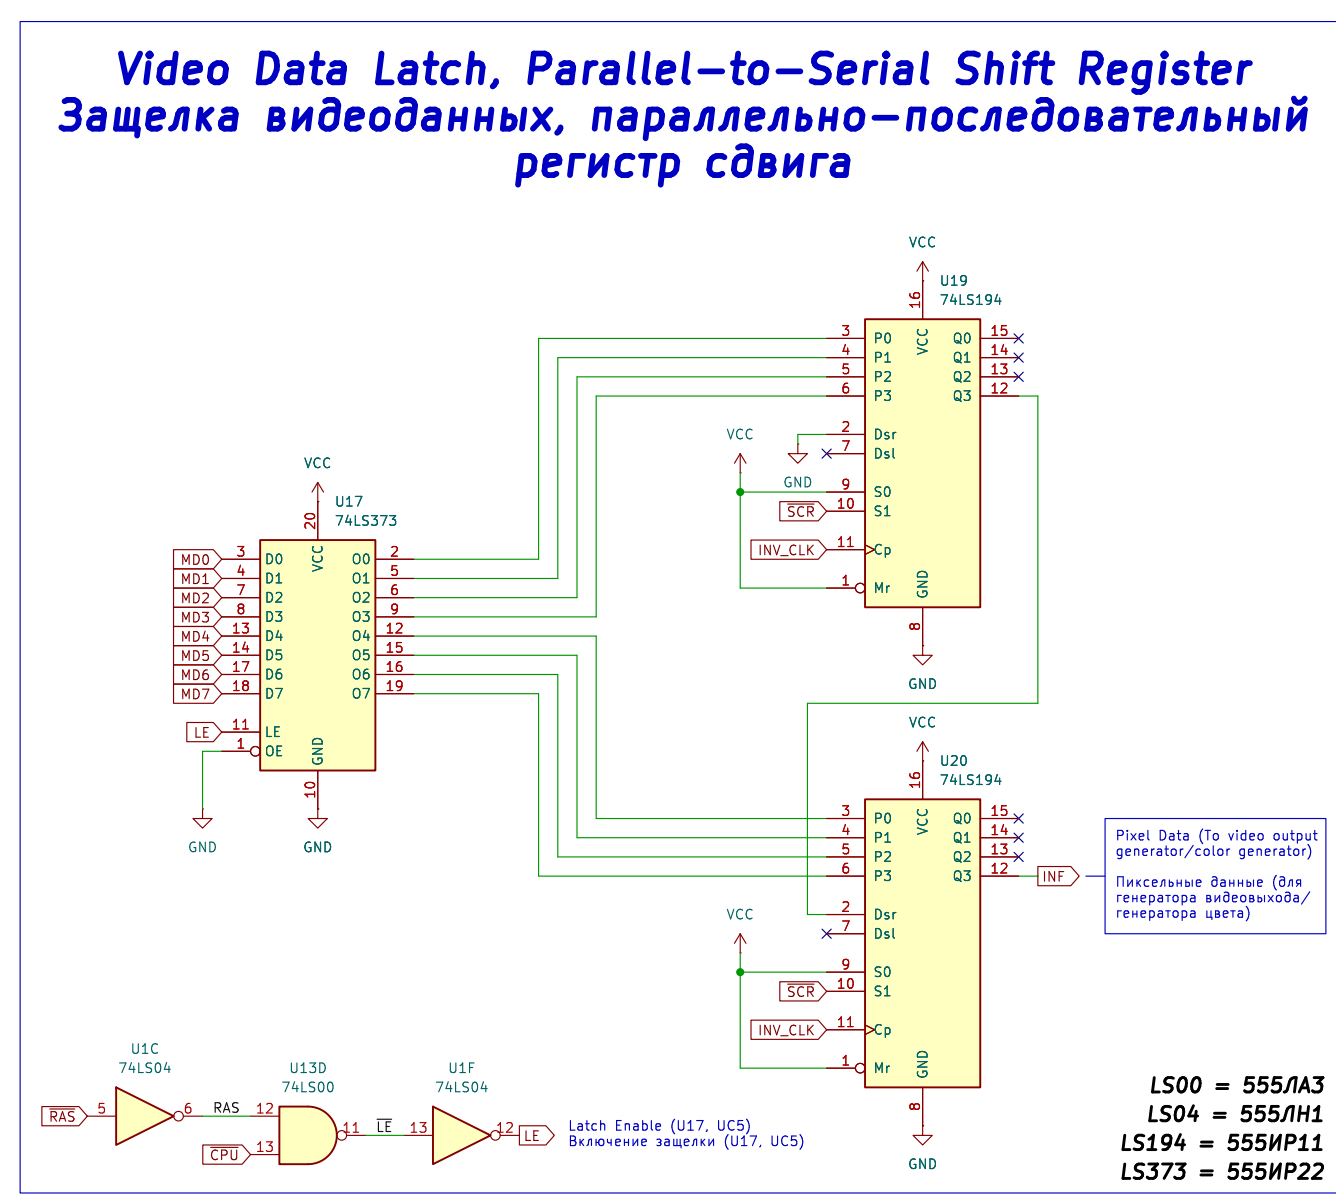 Video Data Latch, Parallel-to-Serial Shift Register
Защелка видеоданных, параллельно-последовательный
регистр сдвига
VCC
U19
74LS194
16
VCC
3 P0 Q0 15
4 P1 Q1 14
5 P2 Q2 13
6 P3 Q3 12
2 Dsr
7 Dsl
GND
VCC
9 S0
SCR 10 S1
INV_CLK 11 Cp
1 Mr
GND
8
GND
VCC
U17
74LS373
20
VCC
MD0 3 D0 O0 2
MD1 4 D1 O1 5
MD2 7 D2 O2 6
MD3 8 D3 O3 9
MD4 13 D4 O4 12
MD5 14 D5 O5 15
MD6 17 D6 O6 16
MD7 18 D7 O7 19
LE 11 LE
1 OE
GND
10
GND
GND
VCC
U20
74LS194
16
VCC
3 P0 Q0 15
4 P1 Q1 14
5 P2 Q2 13
6 P3 Q3 12
INF
2 Dsr
7 Dsl
VCC
9 S0
SCR 10 S1
INV_CLK 11 Cp
1 Mr
GND
8
GND
Pixel Data (To video output
generator/color generator)
Пиксельные данные (для
генератора видеовыхода/
генератора цвета)
U1C
74LS04
RAS 5 6 RAS
U13D
74LS00
12
CPU 13
11 LE
U1F
74LS04
13 12 LE
Latch Enable (U17, UC5)
Включение защелки (U17, UC5)
LS00 = 555ЛА3
LS04 = 555ЛН1
LS194 = 555ИР11
LS373 = 555ИР22